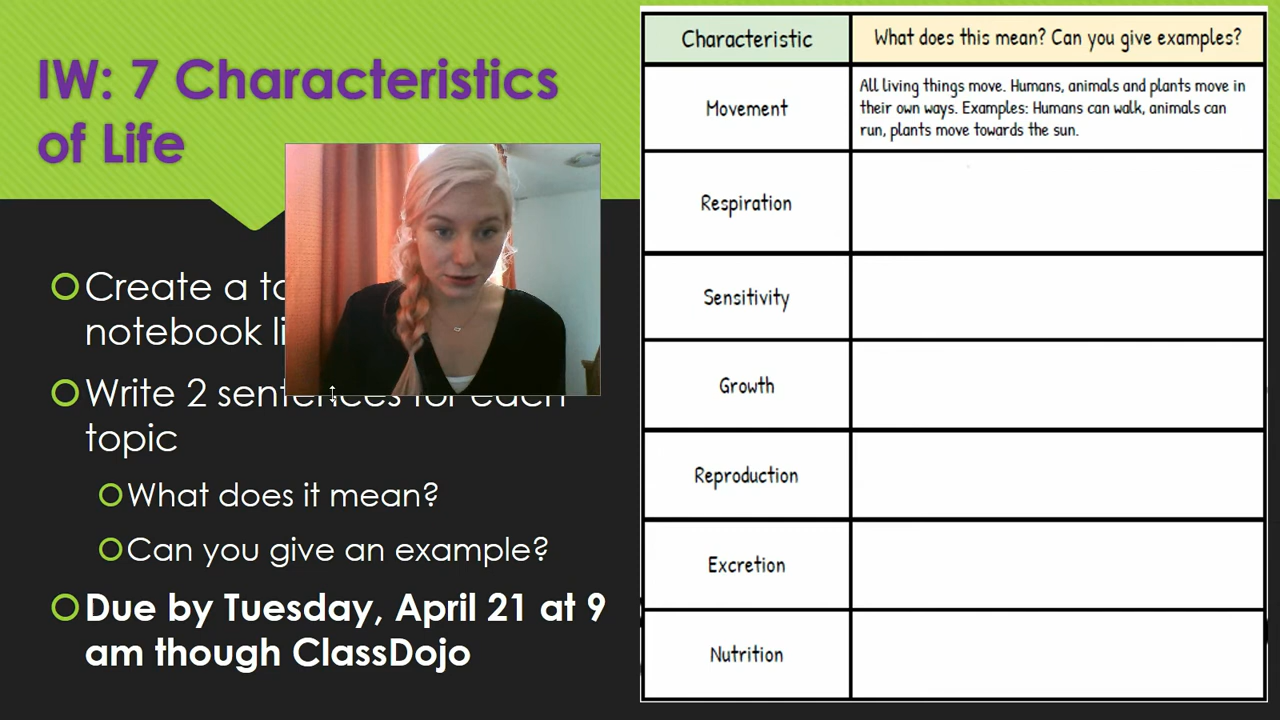 IW: 7 Characteristics
of Life
Create a
notebook
Write 2 sentences for each
topic
What does it mean?
Can you give an example?
Due by Tuesday, April 21 at 9
am though ClassDojo
Characteristic
What does this mean? Can you give examples?
Movement
All living things move. Humans, animals and plants move in
their own ways. Examples: Humans can walk, animals can
run, plants move towards the sun.
Respiration
Sensitivity
Growth
Reproduction
Excretion
Nutrition